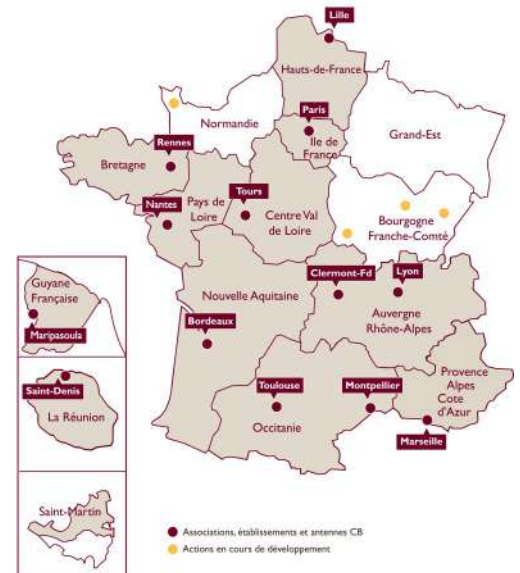 Lille
Hauts-de-France
Normandie
Paris
Ile de
France
Grand-Est
Rennes
Bretagne
Nantes
Pays de
Loire
Tours
Centre Val
de Loire
Bourgogne
Franche-Comté
Clermont-Fd
Lyon
Auvergne
Rhône-Alpes
Nouvelle Aquitaine
Bordeaux
Toulouse
Montpellier
Occitanie
Provence
Alpes
Cote
d'Azur
Marseille
Guyane
Française
Maripasoula
Saint-Denis
La Réunion
Saint-Martin
Associations, établissements et antennes CB
Actions en cours de développement